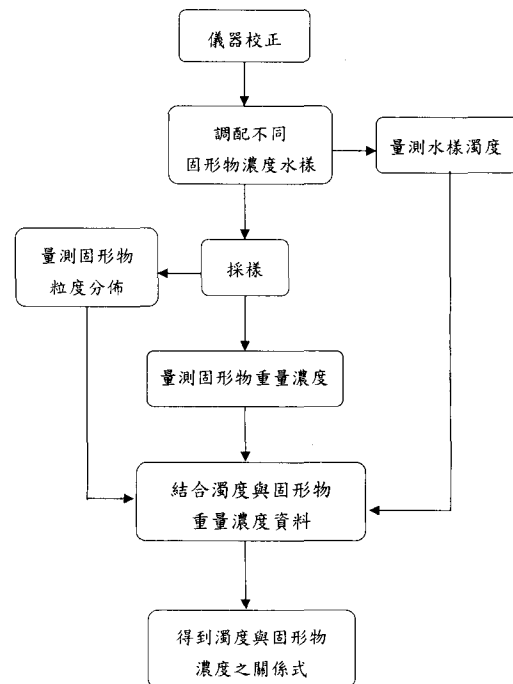 儀器校正
調配不同
固形物濃度水樣
量測水樣濁度
量測固形物
粒度分佈
採樣
量測固形物重量濃度
結合濁度與固形物
重量濃度資料
得到濁度與固形物
濃度之關係式